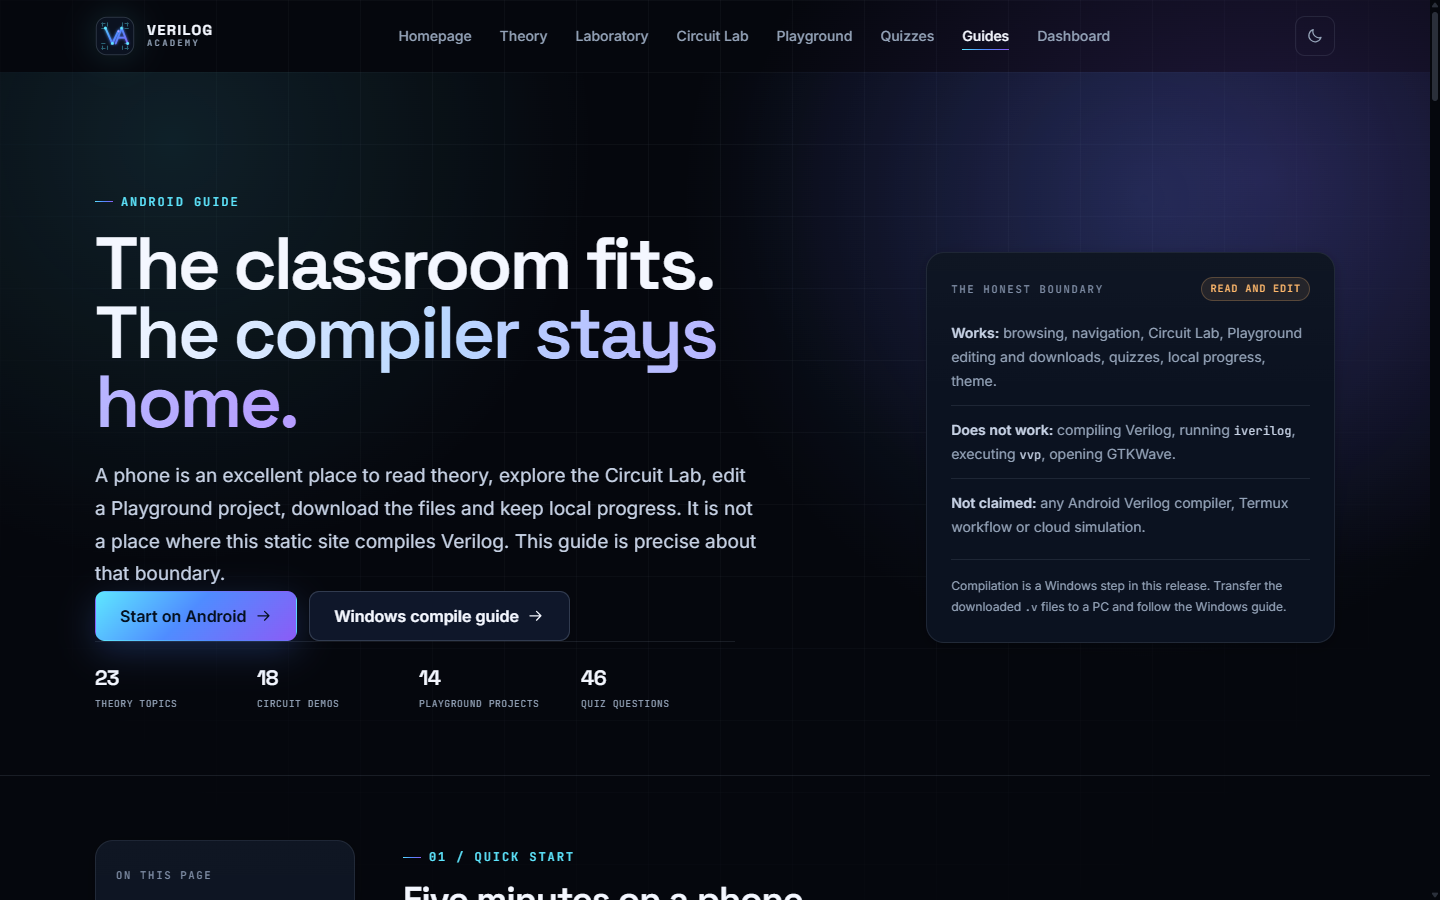 VERILOG
ACADEMY
Homepage Theory Laboratory Circuit Lab Playground Quizzes Guides Dashboard
ANDROID GUIDE
The classroom fits.
The compiler stays
home.
A phone is an excellent place to read theory, explore the Circuit Lab, edit
a Playground project, download the files and keep local progress. It is not
a place where this static site compiles Verilog. This guide is precise about
that boundary.
Start on Android →
Windows compile guide →
23
THEORY TOPICS
18
CIRCUIT DEMOS
14
PLAYGROUND PROJECTS
46
QUIZ QUESTIONS
THE HONEST BOUNDARY
READ AND EDIT
Works: browsing, navigation, Circuit Lab, Playground
editing and downloads, quizzes, local progress,
theme.
Does not work: compiling Verilog, running iverilog,
executing vvp, opening GTKWave.
Not claimed: any Android Verilog compiler, Termux
workflow or cloud simulation.
Compilation is a Windows step in this release. Transfer the
downloaded .v files to a PC and follow the Windows guide.
ON THIS PAGE
01 / QUICK START
Five minutes on a phone